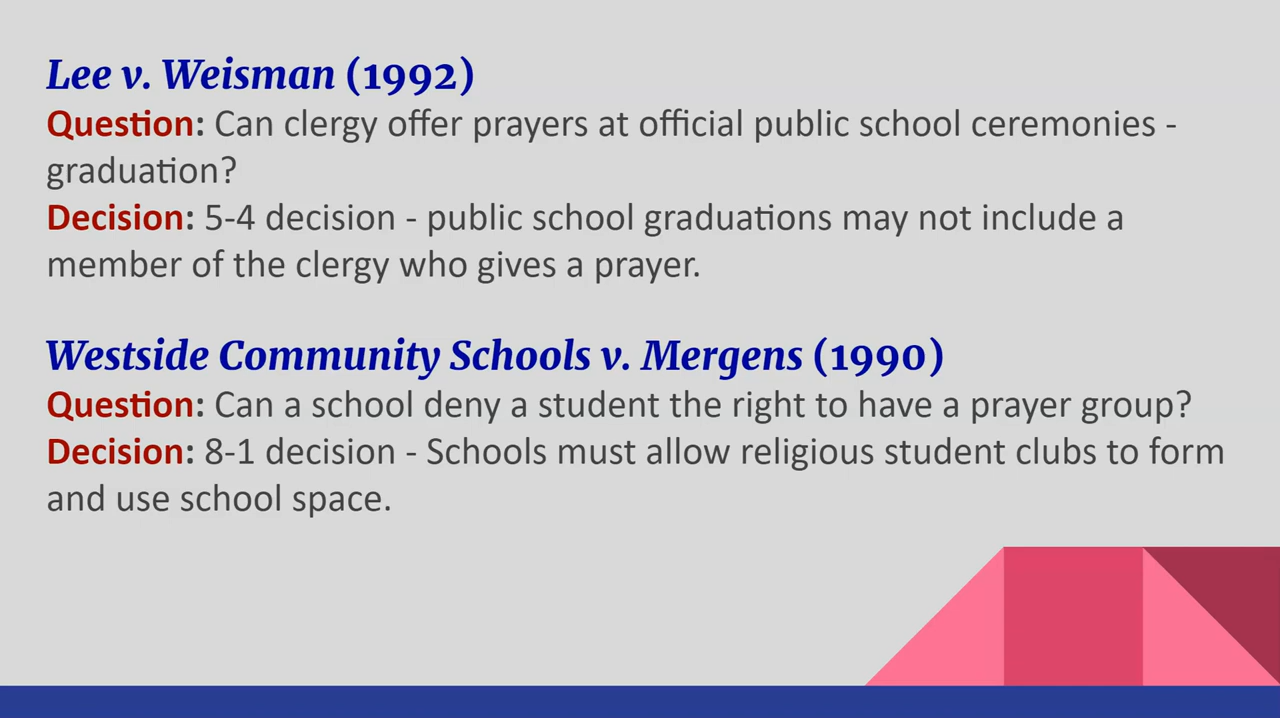 Lee v. Weisman (1992)
Question: Can clergy offer prayers at official public school ceremonies -
graduation?
Decision: 5-4 decision - public school graduations may not include a
member of the clergy who gives a prayer.
Westside Community Schools v. Mergens (1990)
Question: Can a school deny a student the right to have a prayer group?
Decision: 8-1 decision - Schools must allow religious student clubs to form
and use school space.